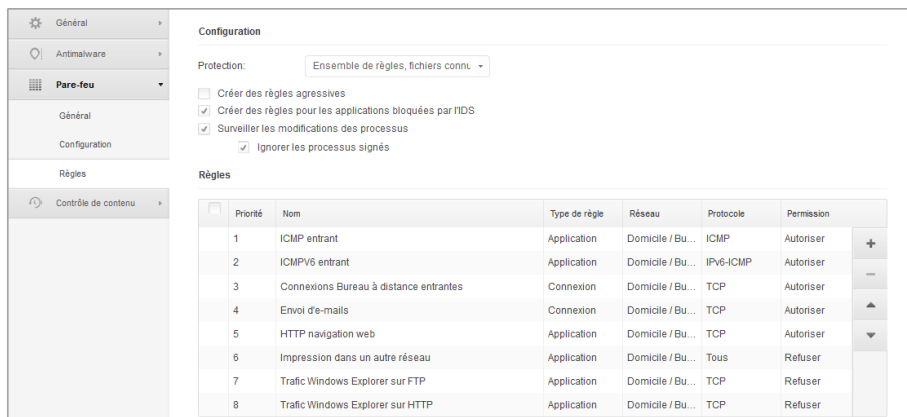 Général
Antimalware
Pare-feu
Général
Configuration
Règles
Contrôle de contenu
Configuration
Protection: Ensemble de règles, fichiers connu
Créer des règles agressives
Créer des règles pour les applications bloquées par l'IDS
Surveiller les modifications des processus
Ignorer les processus signés
Règles
Priorité Nom Type de règle Réseau Protocole Permission
1 ICMP entrant Application Domicile / Bu... ICMP Autoriser
2 ICMPV6 entrant Application Domicile / Bu... IPv6-ICMP Autoriser
3 Connexions Bureau à distance entrantes Connexion Domicile / Bu... TCP Autoriser
4 Envoi d'e-mails Connexion Domicile / Bu... TCP Autoriser
5 HTTP navigation web Application Domicile / Bu... TCP Autoriser
6 Impression dans un autre réseau Application Domicile / Bu... Tous Refuser
7 Trafic Windows Explorer sur FTP Application Domicile / Bu... TCP Refuser
8 Trafic Windows Explorer sur HTTP Application Domicile / Bu... TCP Refuser